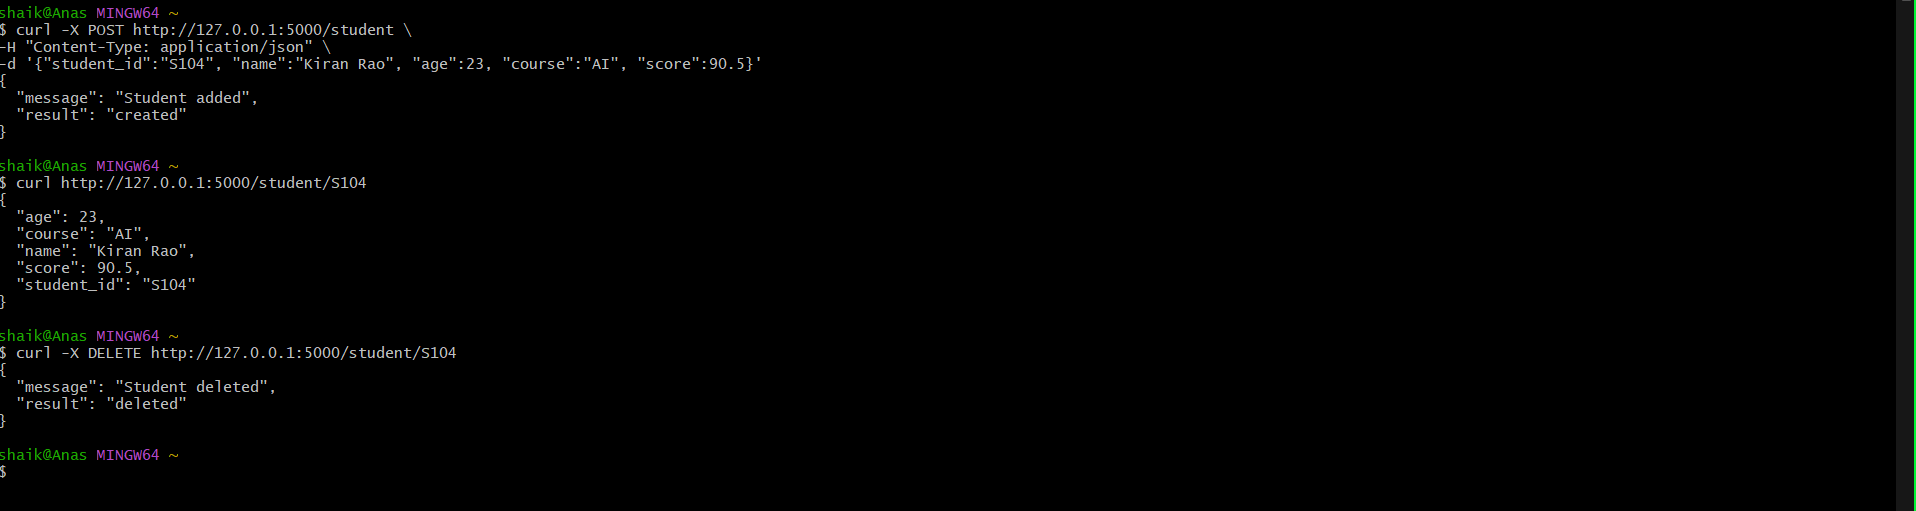 shaik@Anas MINGW64 ~
$ curl -X POST http://127.0.0.1:5000/student \
-H "Content-Type: application/json" \
-d '{"student_id":"S104", "name":"Kiran Rao", "age":23, "course":"AI", "score":90.5}'
{
  "message": "Student added",
  "result": "created"
}
shaik@Anas MINGW64 ~
$ curl http://127.0.0.1:5000/student/S104
{
  "age": 23,
  "course": "AI",
  "name": "Kiran Rao",
  "score": 90.5,
  "student_id": "S104"
}
shaik@Anas MINGW64 ~
$ curl -X DELETE http://127.0.0.1:5000/student/S104
{
  "message": "Student deleted",
  "result": "deleted"
}
shaik@Anas MINGW64 ~
$